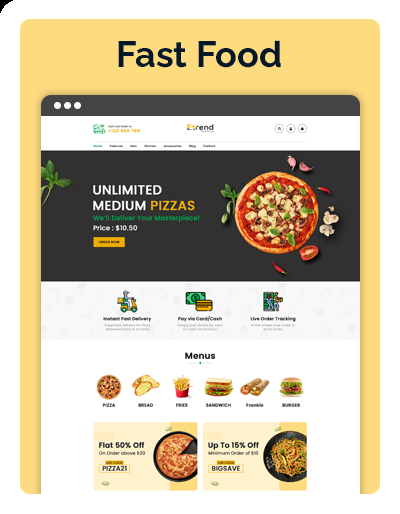 Fast Food
Etrend
Home Features Men Women Accessories Blog Contact
UNLIMITED
MEDIUM PIZZAS
We'll Deliver Your Masterpiece!
Price : $10.50
ORDER NOW
Instant Fast Delivery
Pay via Card/Cash
Live Order Tracking
Menus
PIZZA BREAD FRIES SANDWICH Frankie BURGER
Flat 50% Off
On Order above $20
PIZZA21
Up To 15% Off
Minimum Order of $10
BIGSAVE